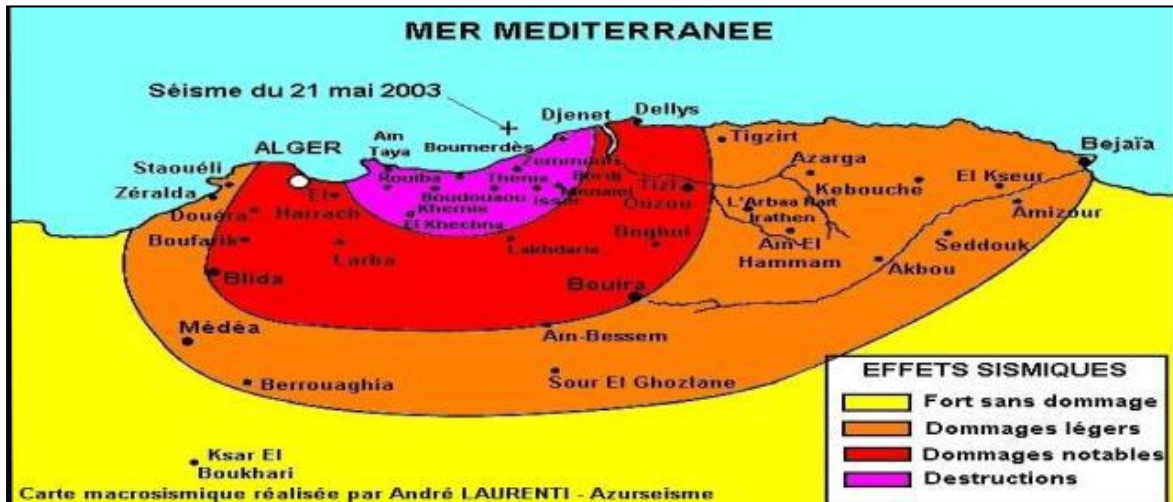 MER MEDITERRANEE
Séisme du 21 mai 2003
Djenet
Dellys
Ain
Taya
Boumerdès
Tigzirt
Bejaïa
ALGER
Staouéli
Zemmouri
Azazga
Zéralda
Rouiba
Thenia
Bordj
Menaiel
Tizi
Ouzou
Kebouche
El Kseur
El
Harrach
Boudouaou
Isser
L'Arbaa Nait
Irathen
Amizour
Douéra
Khemis
El Khechna
Boufarik
Larba
Lakhdaria
Boghni
Ain-El
Hammam
Seddouk
Akbou
Blida
Bouira
Médéa
Ain-Bessem
Berrouaghia
Sour El Ghozlane
Ksar El
Boukhari
EFFETS SISMIQUES
Fort sans dommage
Dommages légers
Dommages notables
Destructions
Carte macrosismique réalisée par André LAURENTI - Azurseisme